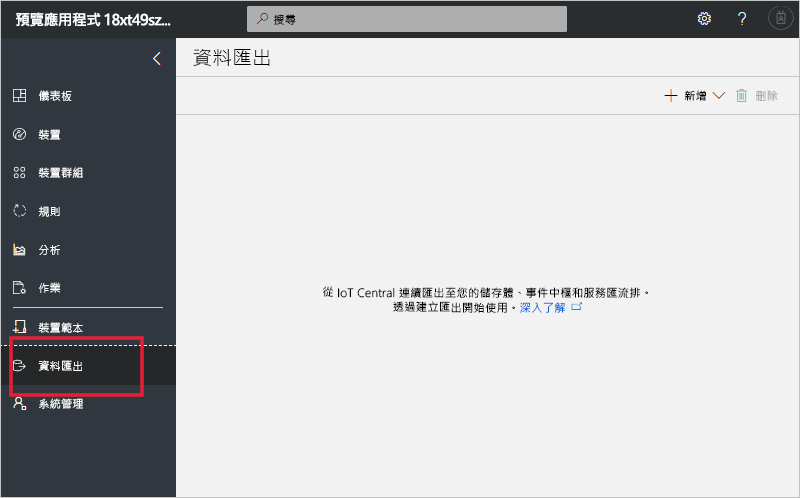 預覽應用程式 18xt49sz...
搜尋
?
資料匯出
新增
刪除
儀表板
裝置
裝置群組
規則
分析
作業
裝置範本
資料匯出
系統管理
從 IoT Central 連續匯出至您的儲存體、事件中樞和服務匯流排。
透過建立匯出開始使用。深入了解